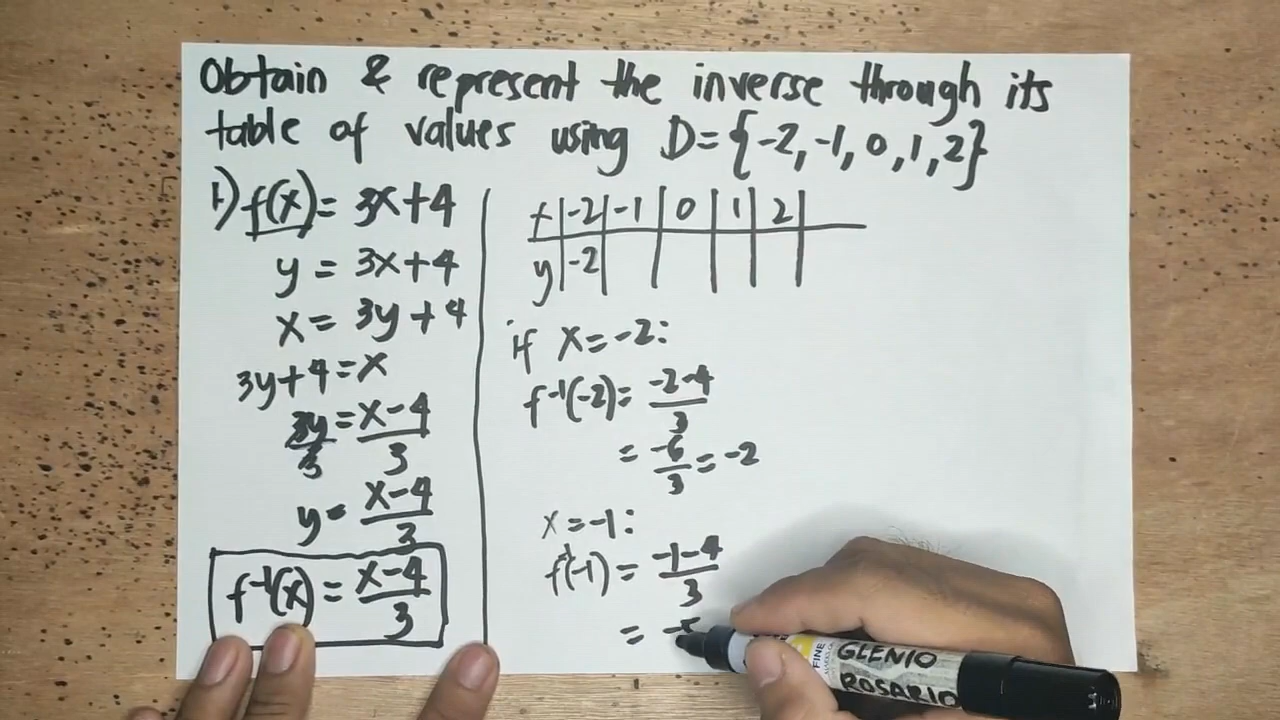 Obtain & represent the inverse through its
table of values using D={-2,-1,0,1,2}
1.) f(x)= 3x+4
y = 3x+4
x = 3y+4
3y+4=x
3y/3 = x-4/3
y= x-4/3
f⁻¹(x) = x-4/3
x | -2 | -1 | 0 | 1 | 2 |
y | -2 | | | | |
if x=-2:
f⁻¹(-2)= -2-4/3
= -6/3 = -2
x=-1:
f⁻¹(-1) = -1-4/3
= -5
FINE
GLENIO
ROSARIO